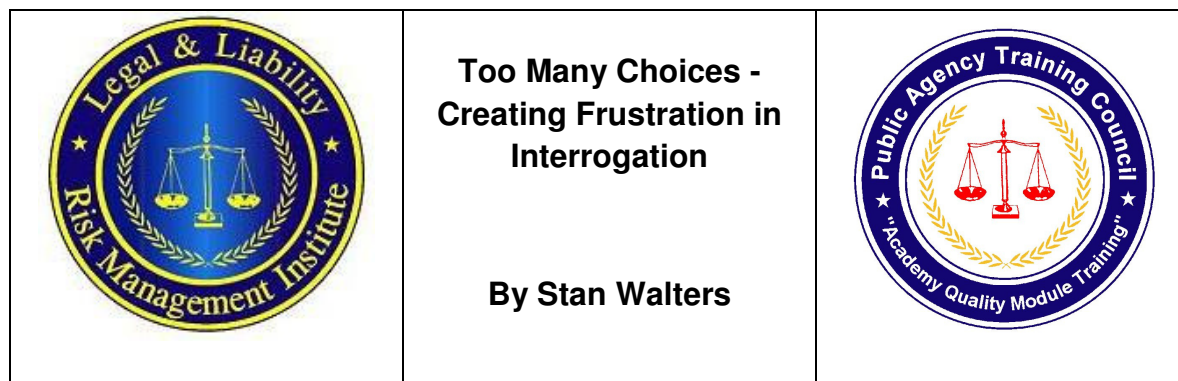 Legal & Liability
Risk Management Institute
Too Many Choices -
Creating Frustration in
Interrogation
By Stan Walters
Public Agency Training Council
"Academy Quality Module Training"